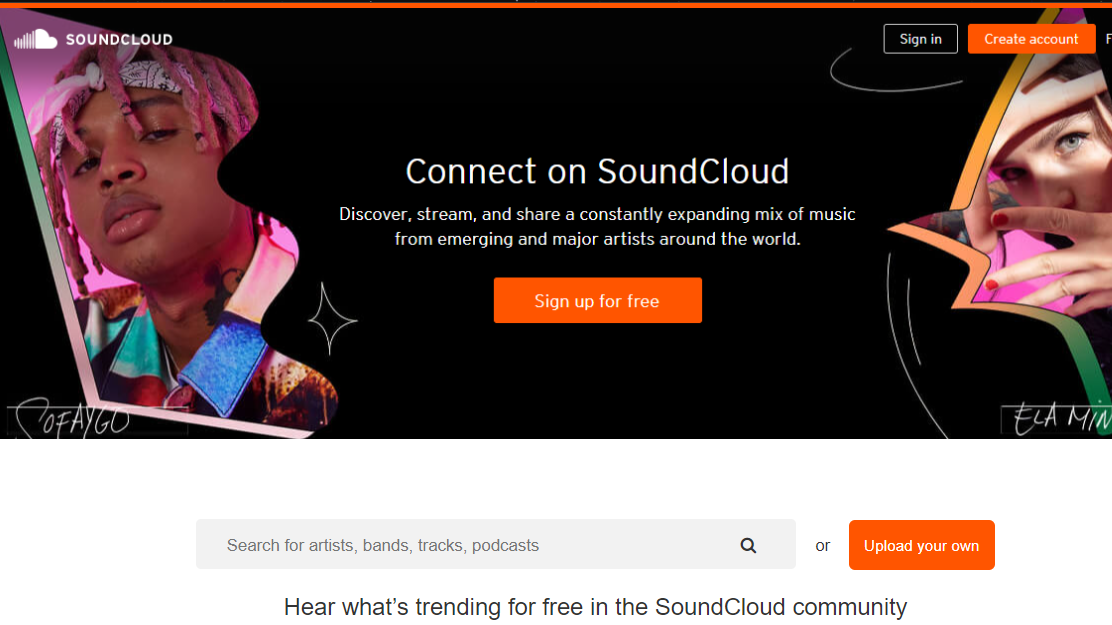 SOUNDCLOUD
Sign in
Create account
F
Connect on SoundCloud
Discover, stream, and share a constantly expanding mix of music
from emerging and major artists around the world.
Sign up for free
SOFAYGO
ELA MIN
Search for artists, bands, tracks, podcasts
or
Upload your own
Hear what’s trending for free in the SoundCloud community